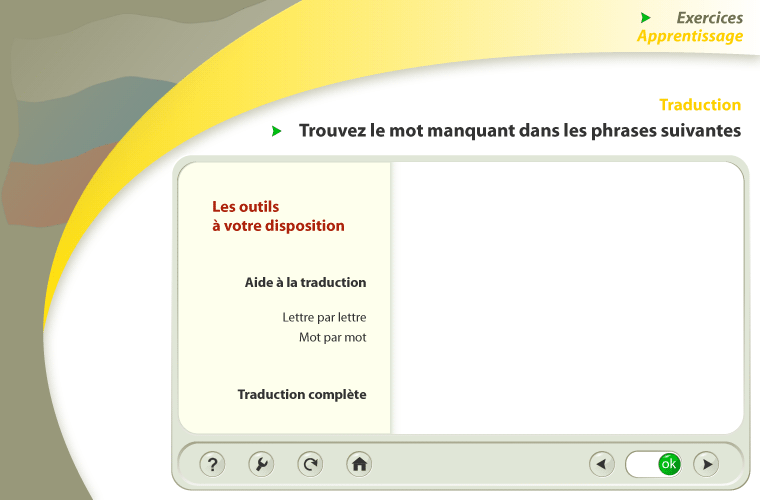 Exercices
Apprentissage
Traduction
Trouvez le mot manquant dans les phrases suivantes
Les outils
à votre disposition
Aide à la traduction
Lettre par lettre
Mot par mot
Traduction complète
?
ok